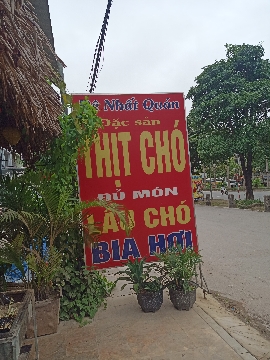 Nhất Quán
Đặc sản
THỊT CHÓ
ĐỦ MÓN
LẨU CHÓ
BIA HƠI